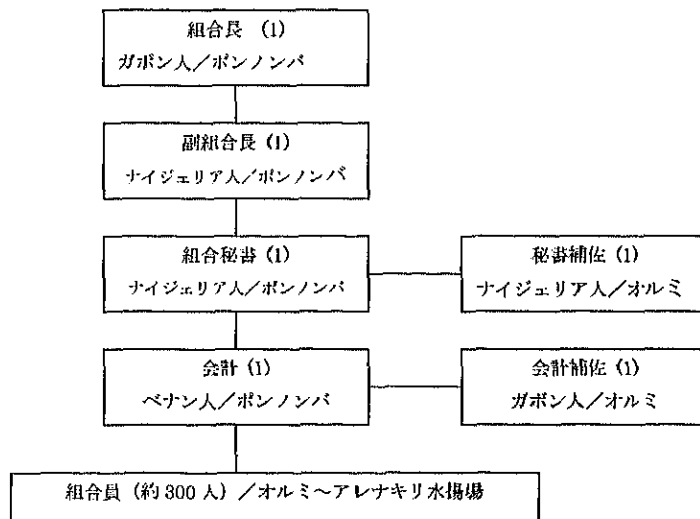 組合長 (1)
ガボン人/ポンノンバ
副組合長 (1)
ナイジェリア人/ポンノンバ
組合秘書 (1)
ナイジェリア人/ポンノンバ
秘書補佐 (1)
ナイジェリア人/オルミ
会計 (1)
ベナン人/ポンノンバ
会計補佐 (1)
ガボン人/オルミ
組合員 (約 300 人) /オルミ~アレナキリ水揚場